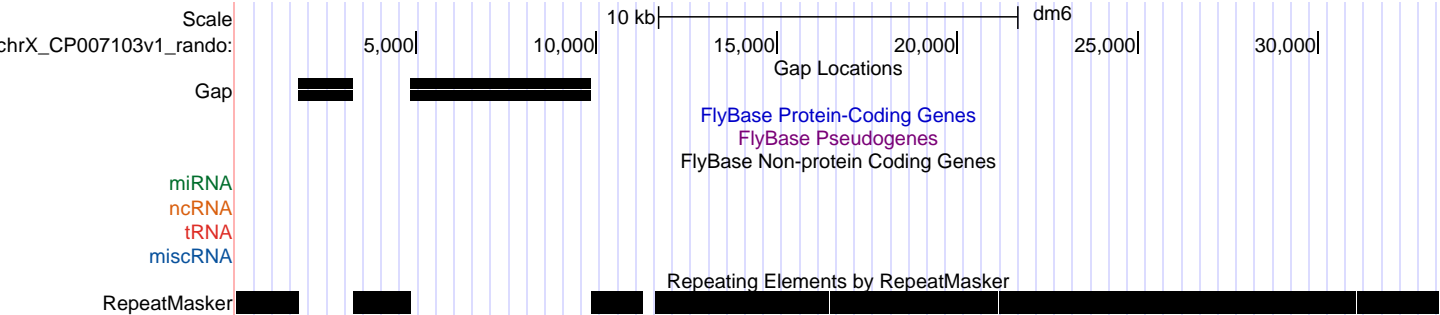 Scale 10 kb dm6
chrX_CP007103v1_rando: 5,000 10,000 15,000 20,000 25,000 30,000
Gap Locations
Gap
FlyBase Protein-Coding Genes
FlyBase Pseudogenes
FlyBase Non-protein Coding Genes
miRNA
ncRNA
tRNA
miscRNA
Repeating Elements by RepeatMasker
RepeatMasker